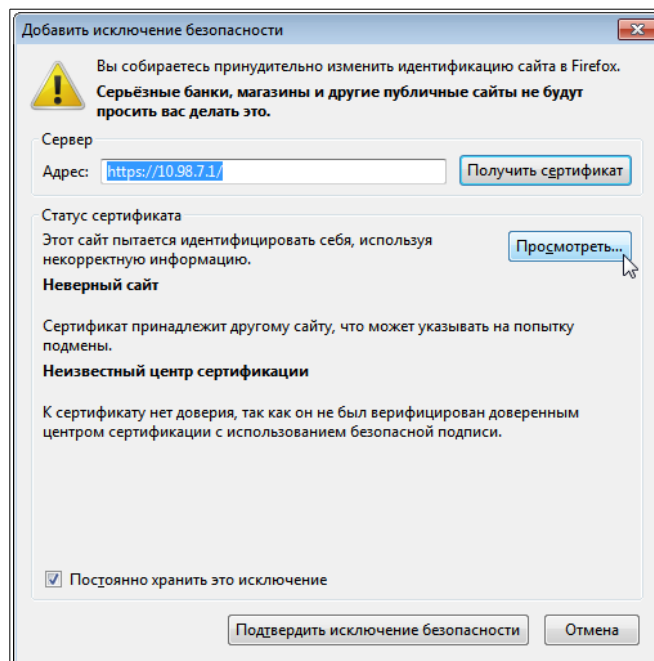 Добавить исключение безопасности
Вы собираетесь принудительно изменить идентификацию сайта в Firefox.
Серьёзные банки, магазины и другие публичные сайты не будут
просить вас делать это.
Сервер
Адрес: https://10.98.7.1/ Получить сертификат
Статус сертификата
Этот сайт пытается идентифицировать себя, используя
некорректную информацию.
Просмотреть...
Неверный сайт
Сертификат принадлежит другому сайту, что может указывать на попытку
подмены.
Неизвестный центр сертификации
К сертификату нет доверия, так как он не был верифицирован доверенным
центром сертификации с использованием безопасной подписи.
Постоянно хранить это исключение
Подтвердить исключение безопасности Отмена